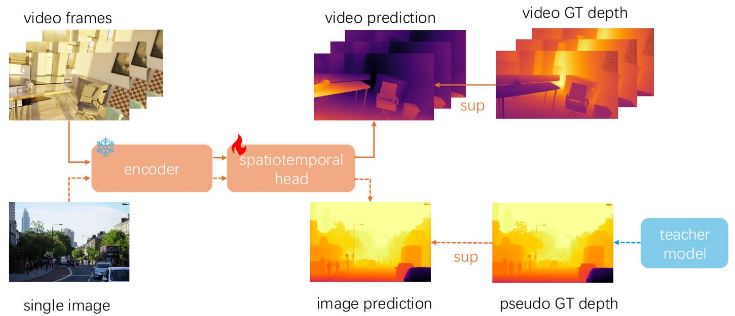 video frames
video prediction
video GT depth
sup
encoder
spatiotemporal
head
sup
teacher
model
single image
image prediction
pseudo GT depth